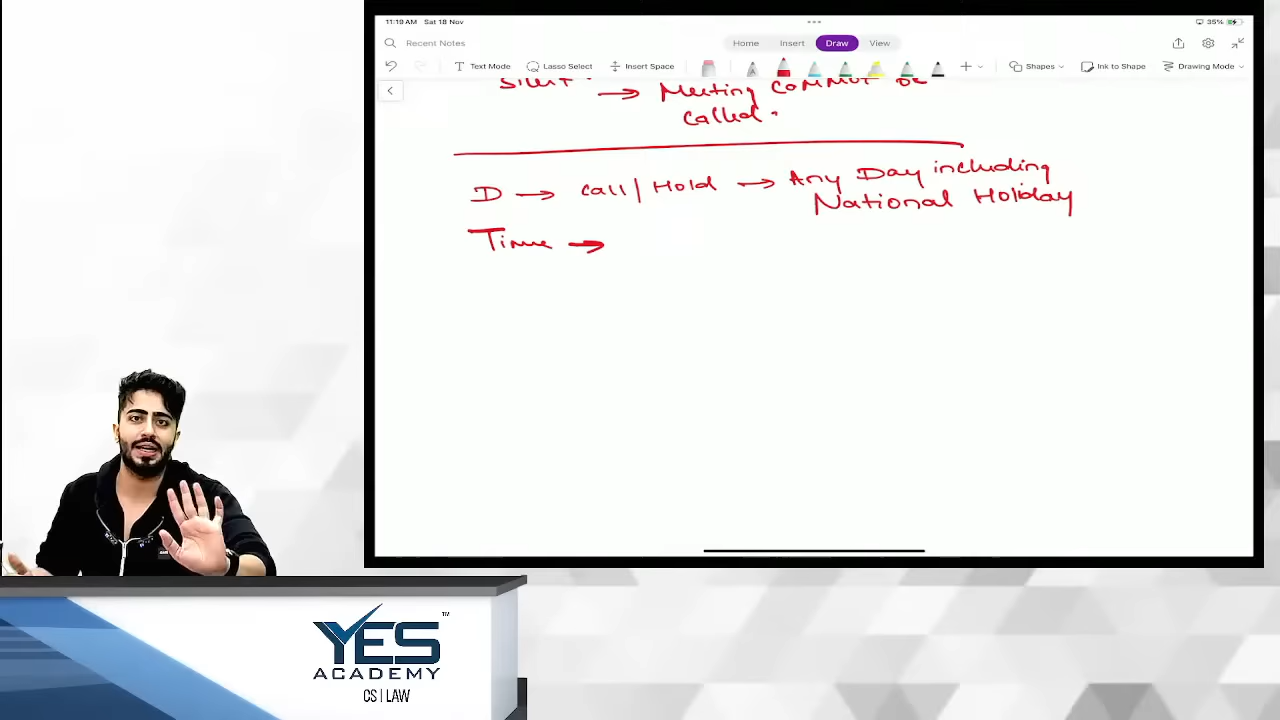 11:19 AM Sat 18 Nov
35%
Recent Notes
Home Insert Draw View
Text Mode Lasso Select Insert Space Shapes Ink to Shape Drawing Mode
→ Meeting cannot be
called.
D → Call/Hold → Any Day including
National Holiday
Time →
YES
TM
ACADEMY
CS | LAW